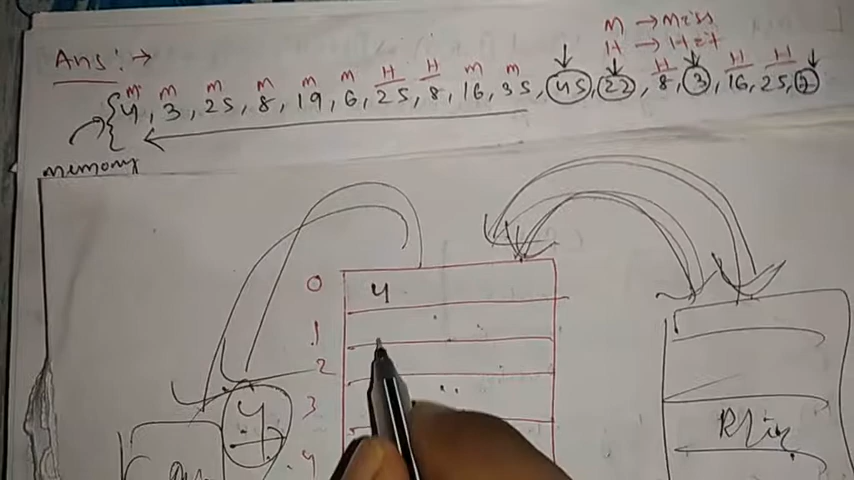 M → Miss
H → Hit
Ans :→
M M M M M M H H M M H H H
{4, 3, 25, 8, 19, 6, 25, 8, 16, 35, 45, 22, 8, 3, 16, 25, 7
memory
0 4
1
2
4 3
4